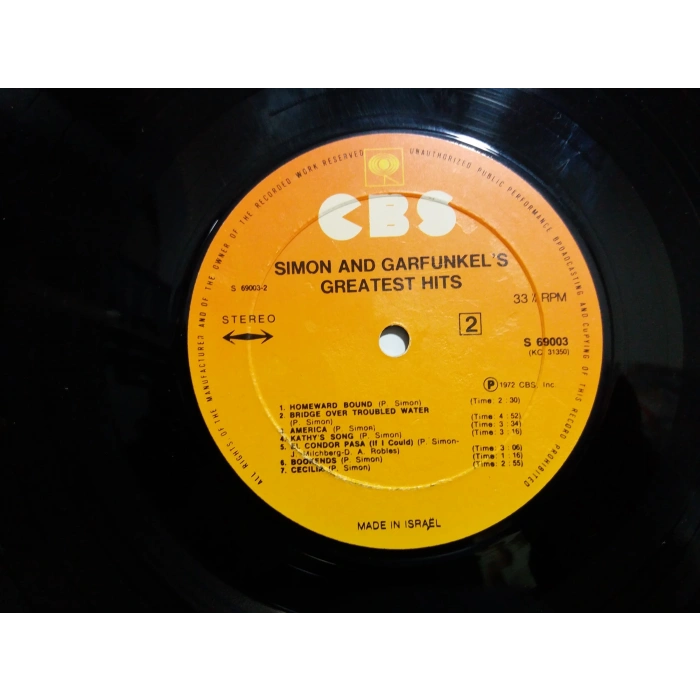 ALL RIGHTS OF THE MANUFACTURED AND OF THE OWNER OF THE RECORDED WORK RESERVED UNAUTHORIZED PUBLIC PERFORMANCE BROADCASTING AND COPYING OF THIS RECORD PROHIBITED
CBS
SIMON AND GARFUNKEL'S
GREATEST HITS
S 69003-2
33⅓ RPM
STEREO
2
S 69003
(KC 31350)
Ⓟ 1972 CBS, Inc.
1. HOMEWARD BOUND (P. Simon) (Time: 2 : 30)
2. BRIDGE OVER TROUBLED WATER
(P. Simon) (Time: 4 : 52)
3. AMERICA (P. Simon) (Time: 3 : 34)
4. KATHY'S SONG (P. Simon) (Time: 3 : 16)
5. EL CONDOR PASA (If I Could) (P. Simon-
J. Milchberg-D. A. Robles) (Time: 3 : 06)
6. BOOKENDS (P. Simon) (Time: 1 : 16)
7. CECILIA (P. Simon) (Time: 2 : 55)
MADE IN ISRAEL